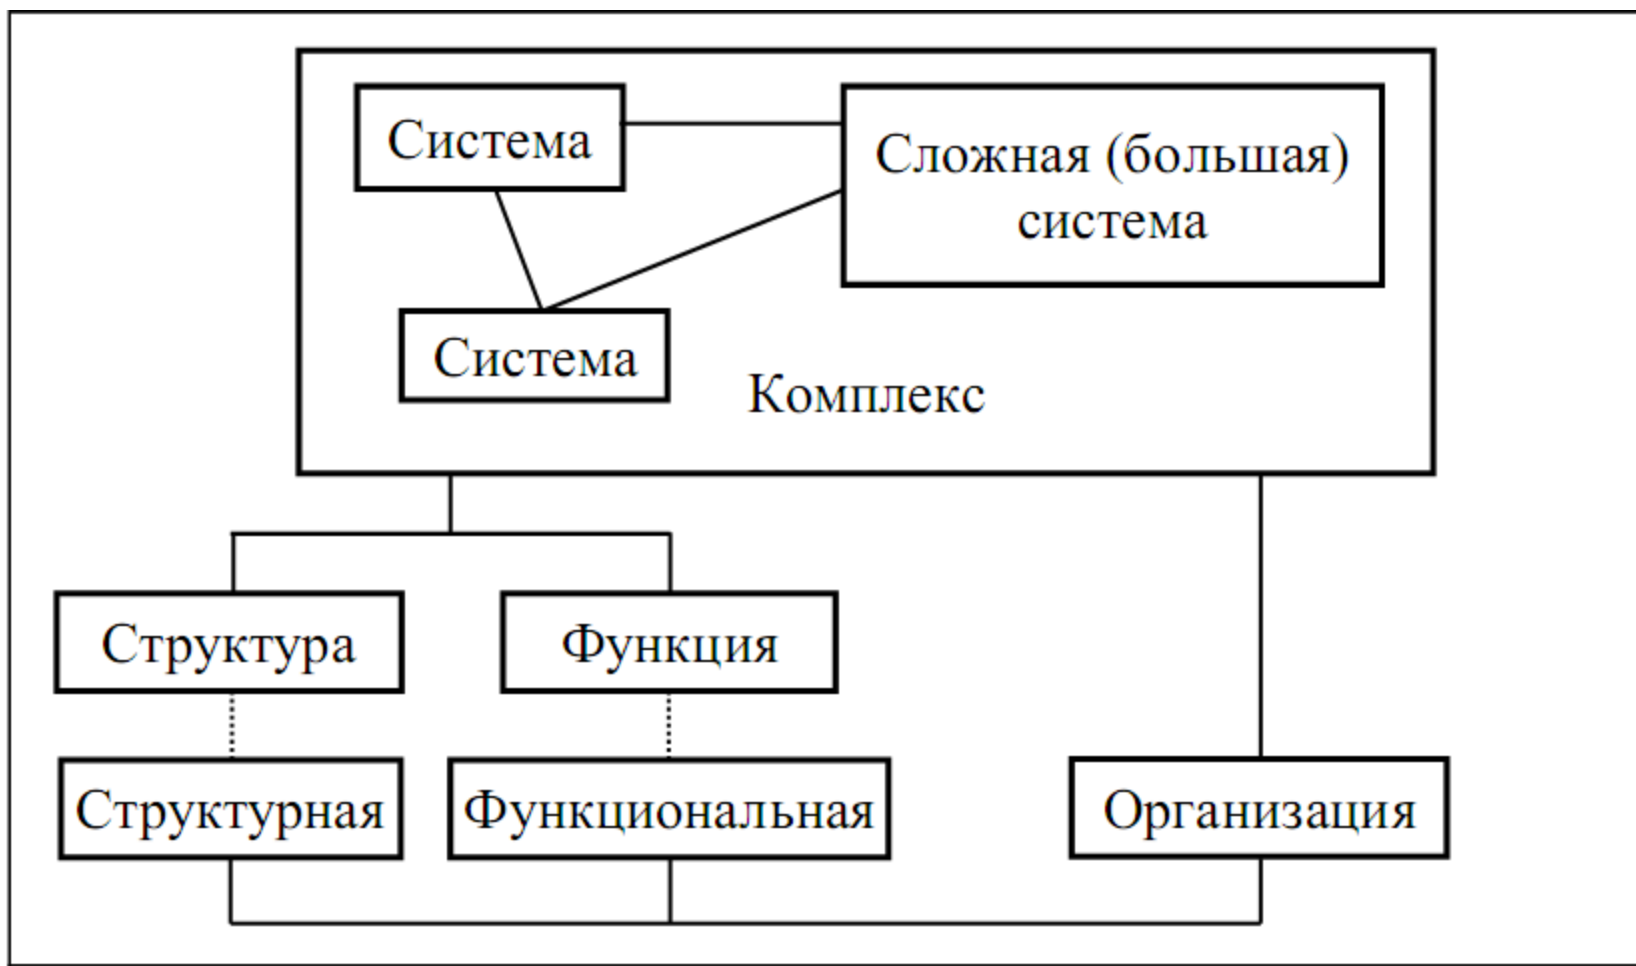 Система
Сложная (большая)
система
Система
Комплекс
Структура
Функция
Структурная
Функциональная
Организация